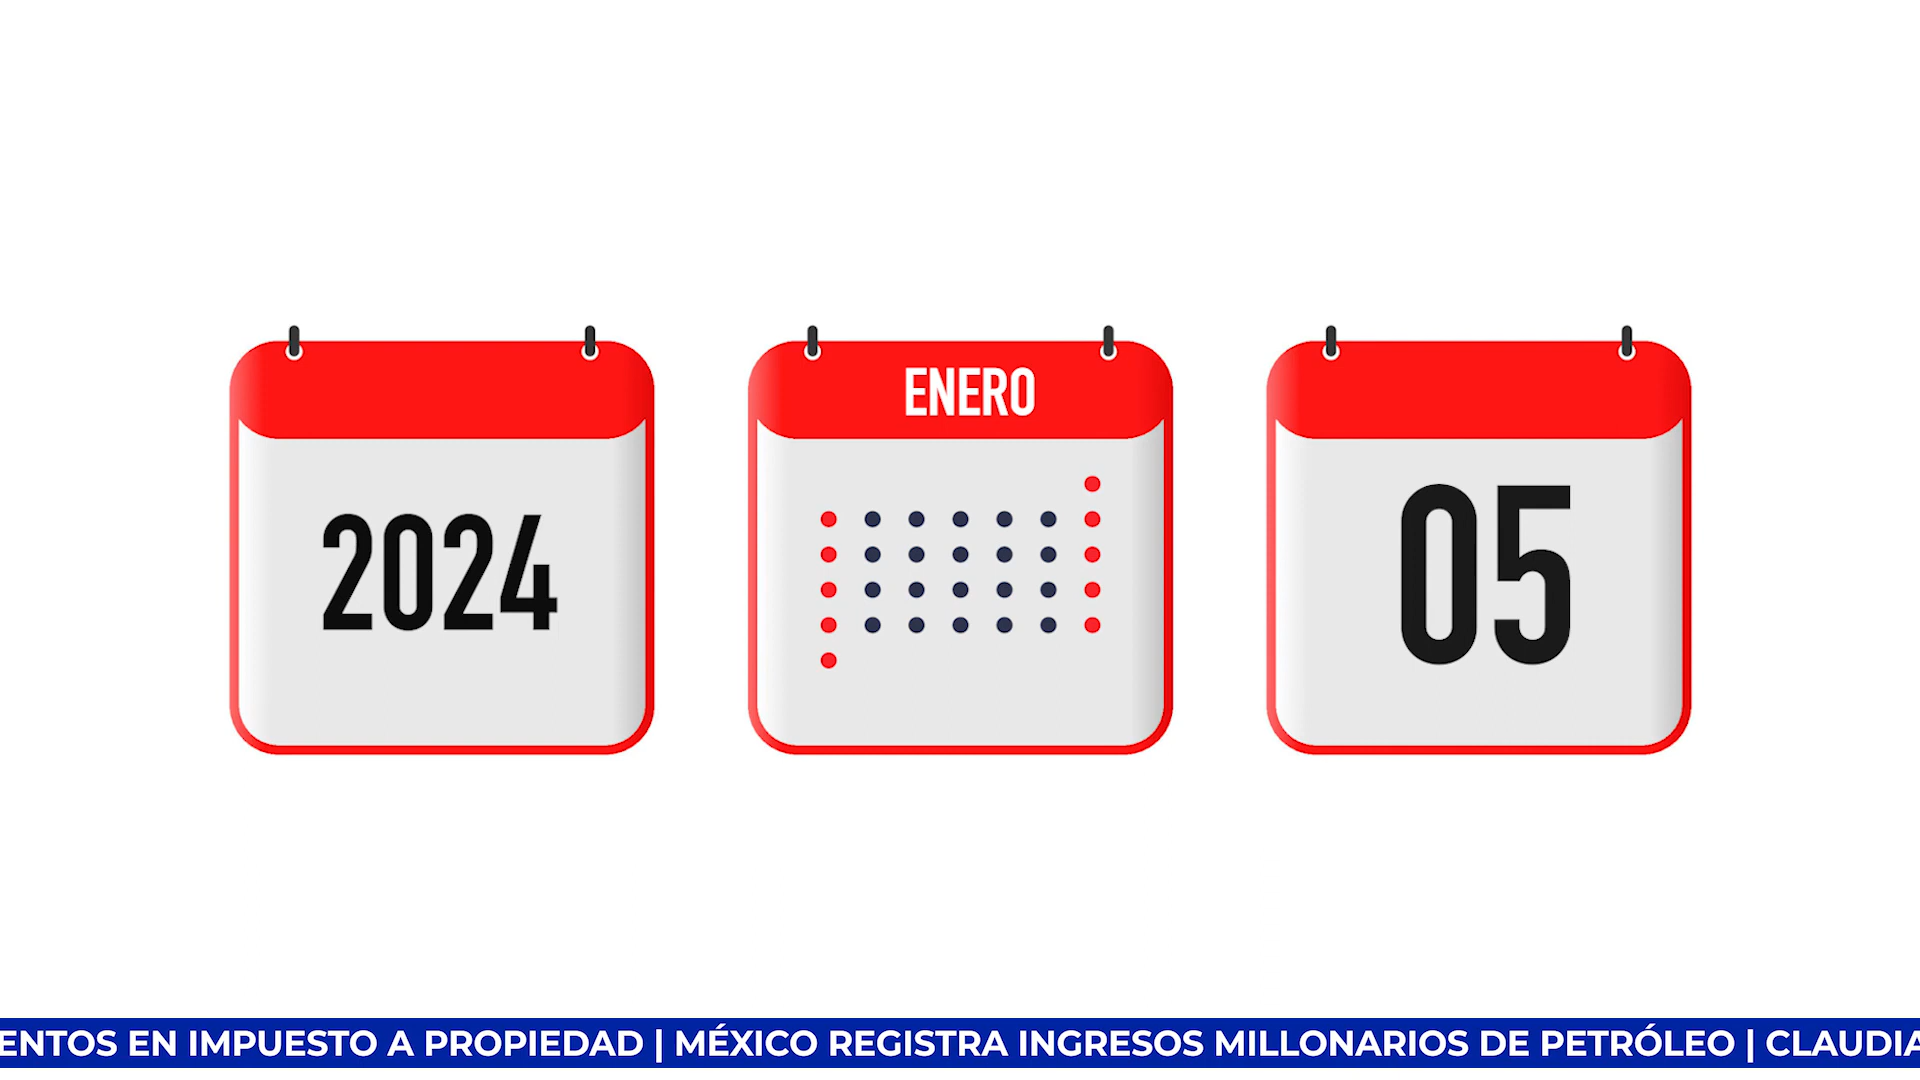 ENERO
2024
05
ENTOS EN IMPUESTO A PROPIEDAD | MÉXICO REGISTRA INGRESOS MILLONARIOS DE PETRÓLEO | CLAUDIA